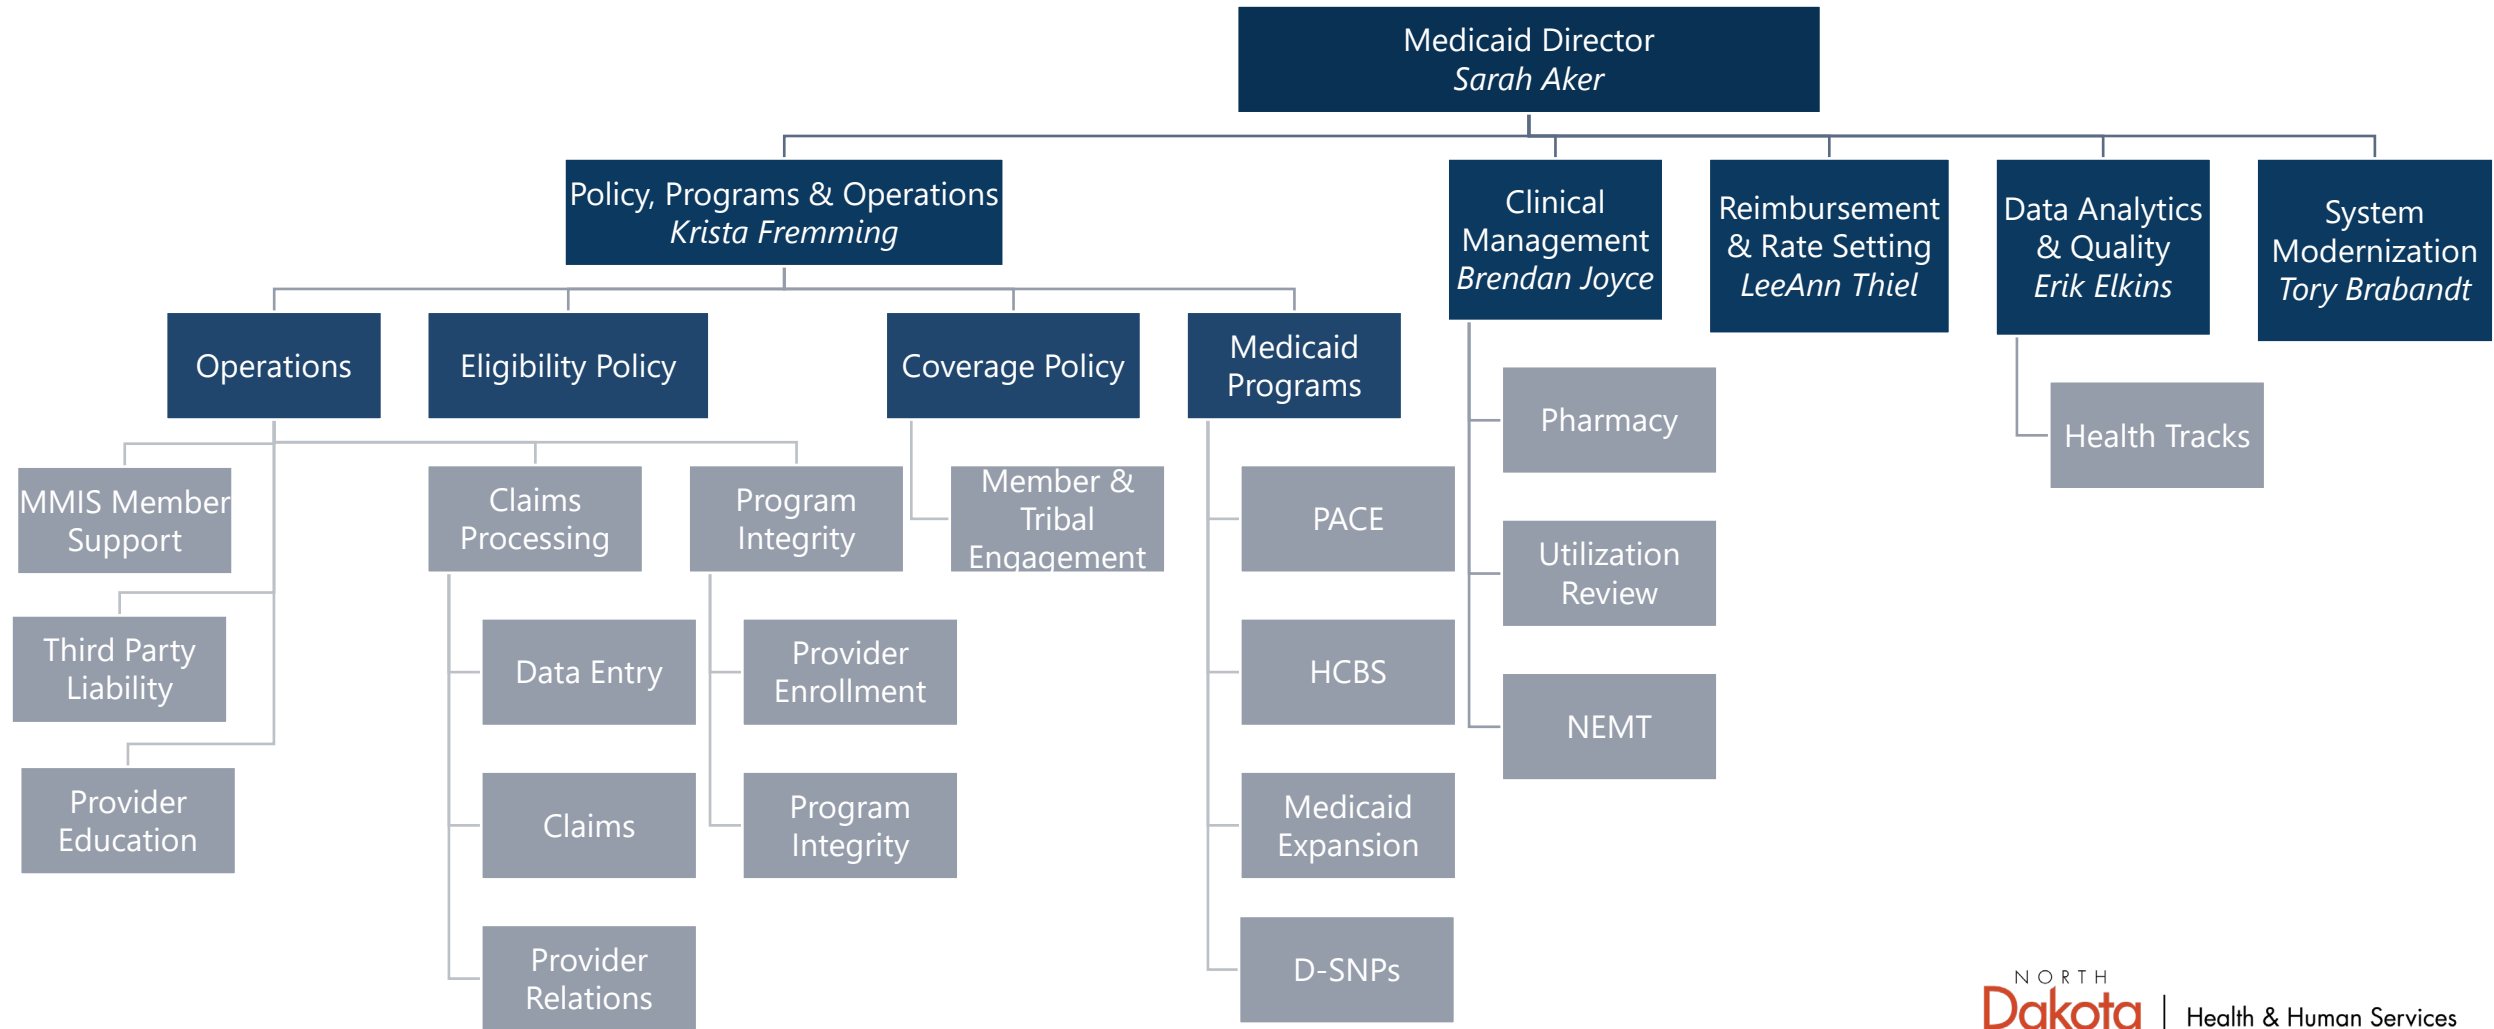 Medicaid Director
Sarah Aker
Policy, Programs & Operations
Krista Fremming
Clinical
Management
Brendan Joyce
Reimbursement
& Rate Setting
LeeAnn Thiel
Data Analytics
& Quality
Erik Elkins
System
Modernization
Tory Brabandt
Operations
Eligibility Policy
Coverage Policy
Medicaid
Programs
Pharmacy
Health Tracks
MMIS Member
Support
Claims
Processing
Program
Integrity
Member &
Tribal
Engagement
PACE
Utilization
Review
Third Party
Liability
Data Entry
Provider
Enrollment
HCBS
NEMT
Provider
Education
Claims
Program
Integrity
Medicaid
Expansion
Provider
Relations
D-SNPs
NORTH
Dakota
Health & Human Services